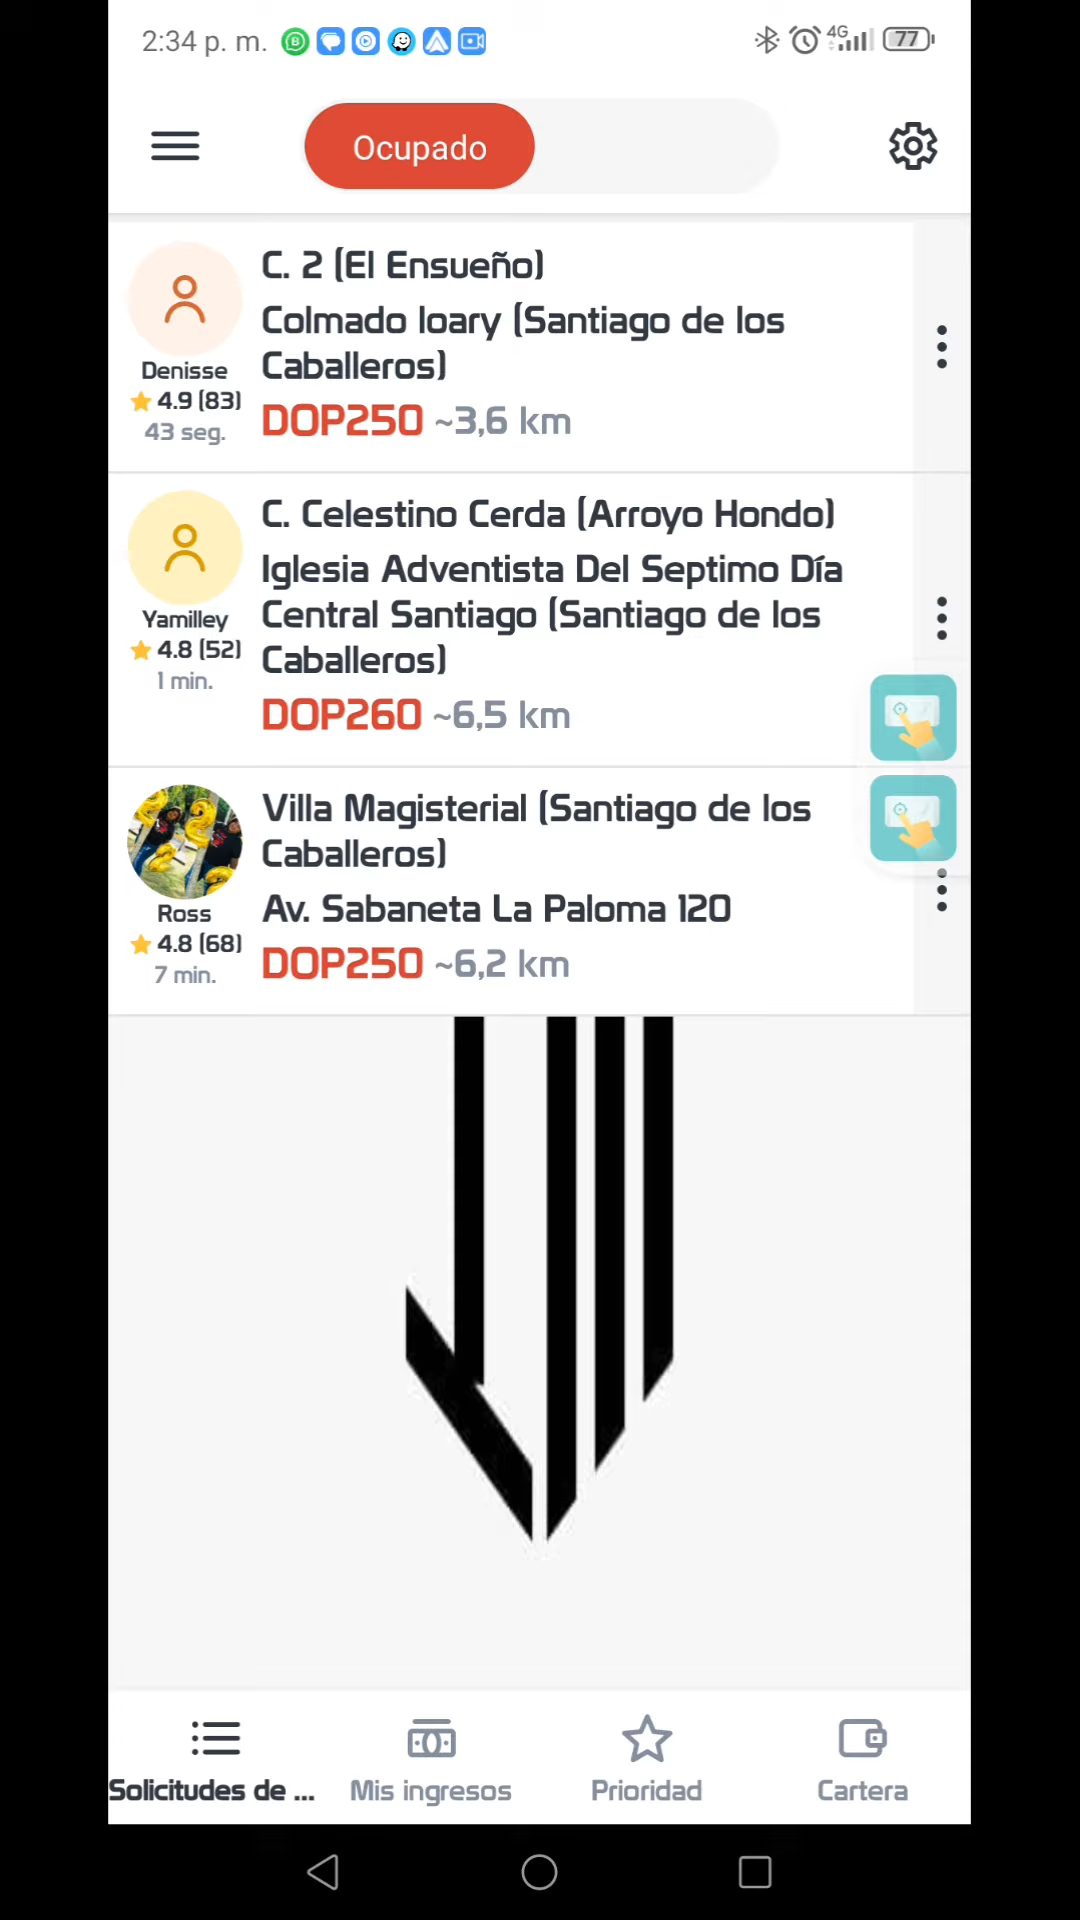 2:34 p. m.
4G
77
Ocupado
C. 2 (El Ensueño)
Colmado loary (Santiago de los
Caballeros)
Denisse
4.9 (83)
43 seg.
DOP250 ~3,6 km
C. Celestino Cerda (Arroyo Hondo)
Iglesia Adventista Del Septimo Día
Central Santiago (Santiago de los
Caballeros)
Yamilley
4.8 (52)
1 min.
DOP260 ~6,5 km
Villa Magisterial (Santiago de los
Caballeros)
Av. Sabaneta La Paloma 120
Ross
4.8 (68)
7 min.
DOP250 ~6,2 km
Solicitudes de ...
Mis ingresos
Prioridad
Cartera